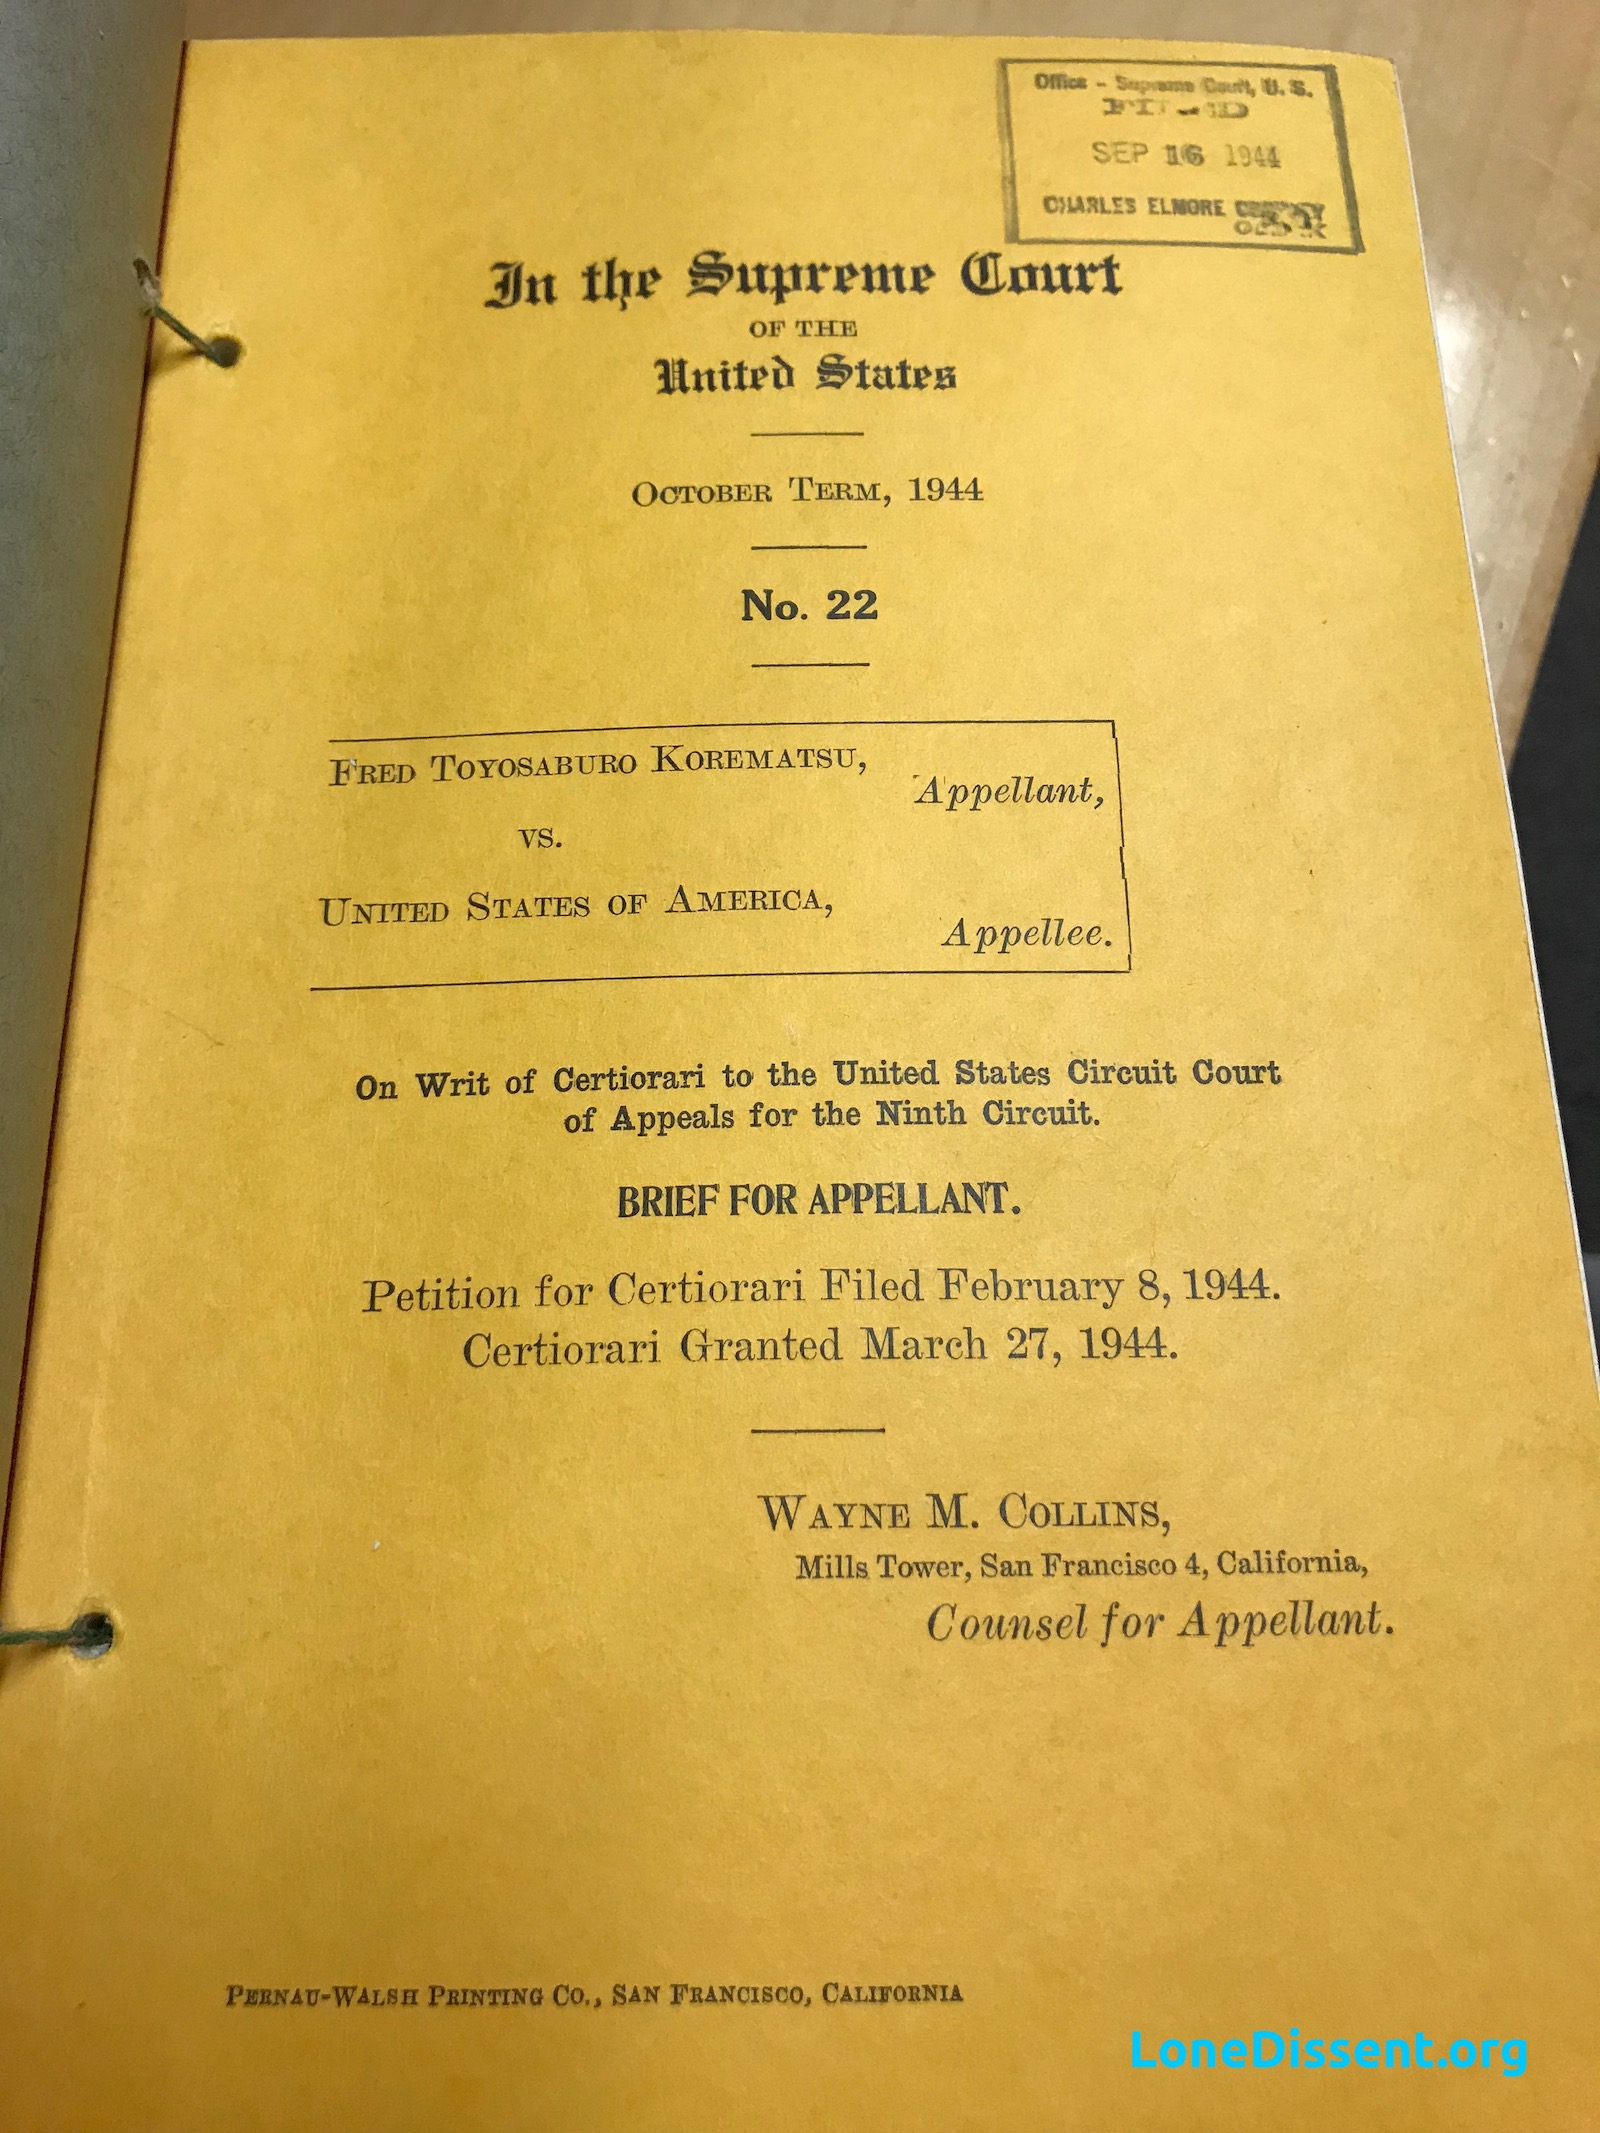 Office - Supreme Court, U. S.
FILED
SEP 16 1944
CHARLES ELMORE
In the Supreme Court
OF THE
United States
OCTOBER TERM, 1944
No. 22
FRED TOYOSABURO KOREMATSU,
Appellant,
VS.
UNITED STATES OF AMERICA,
Appellee.
On Writ of Certiorari to the United States Circuit Court
of Appeals for the Ninth Circuit.
BRIEF FOR APPELLANT.
Petition for Certiorari Filed February 8, 1944.
Certiorari Granted March 27, 1944.
WAYNE M. COLLINS,
Mills Tower, San Francisco 4, California,
Counsel for Appellant.
PERNAU-WALSH PRINTING CO., SAN FRANCISCO, CALIFORNIA
LoneDissent.org